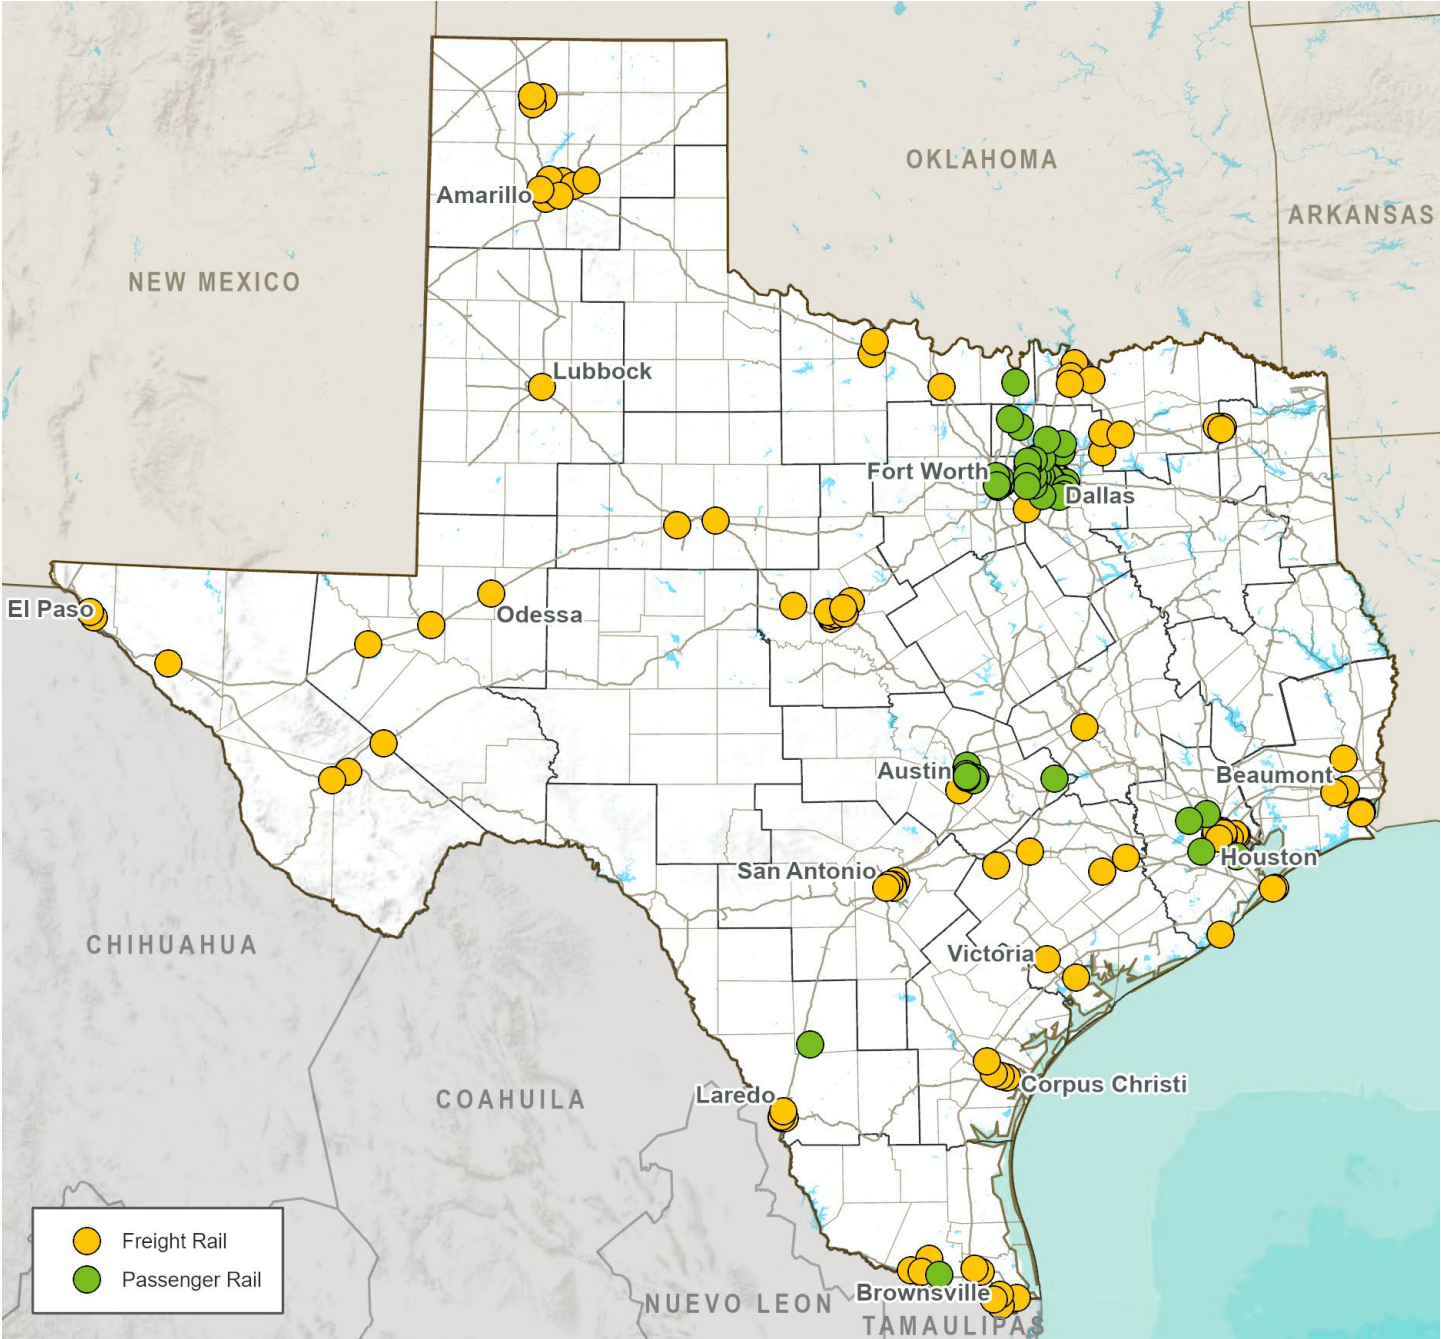 OKLAHOMA
Amarillo
ARKANSAS
NEW MEXICO
Lubbock
Fort Worth
Dallas
El Paso
Odessa
Austin
Beaumont
San Antonio
Houston
CHIHUAHUA
Victoria
COAHUILA
Laredo
Corpus Christi
Freight Rail
Passenger Rail
Brownsville
NUEVO LEON
TAMAULIPAS